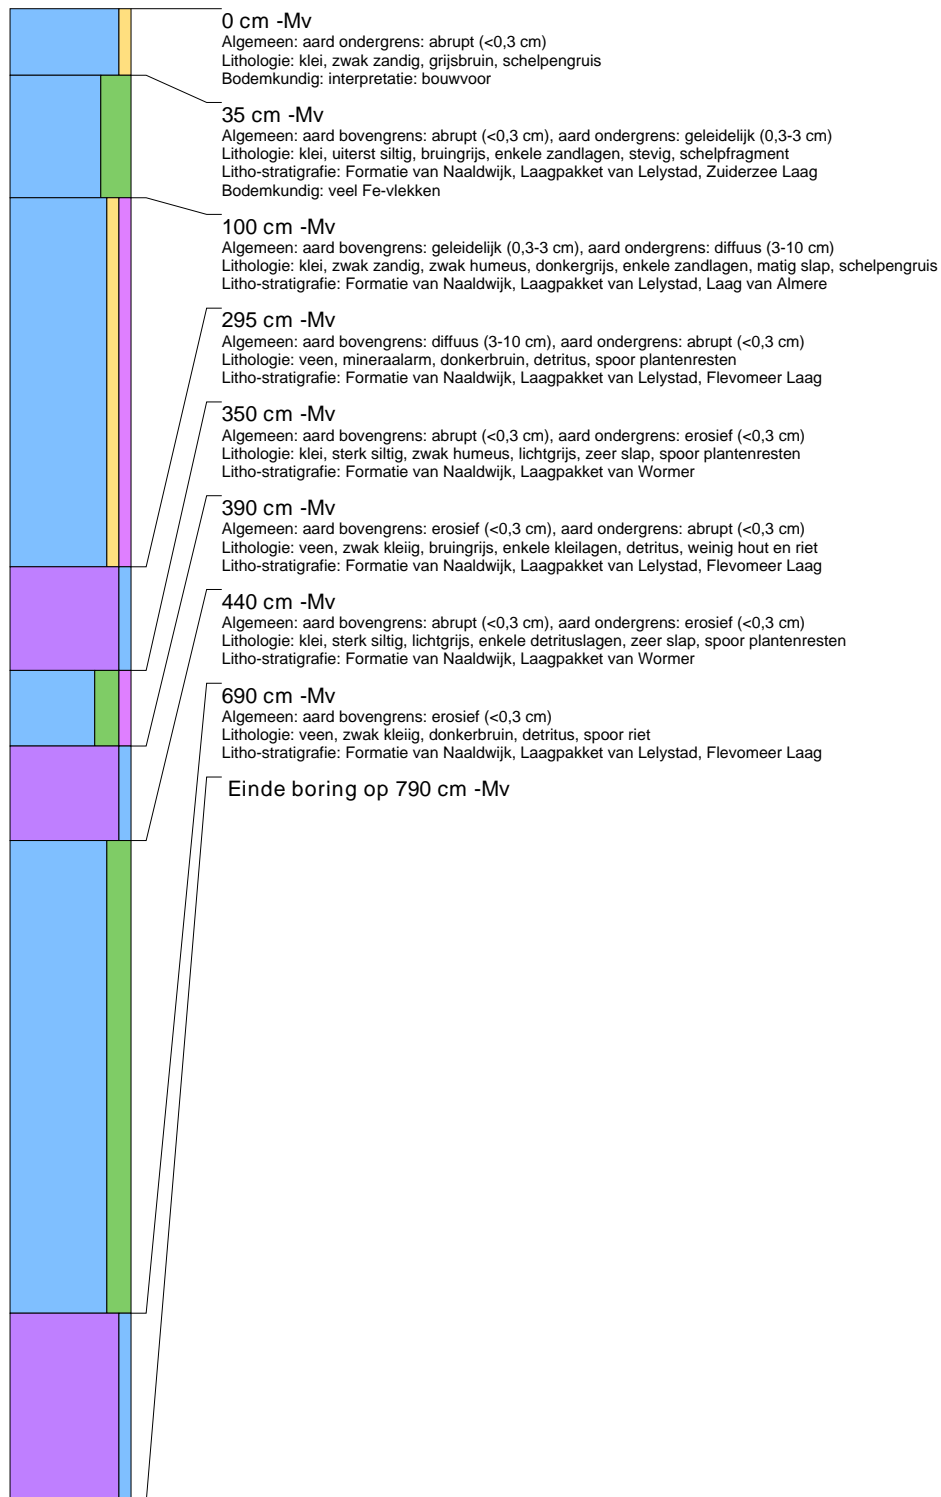 0 cm -Mv
Algemeen: aard ondergrens: abrupt (<0,3 cm)
Lithologie: klei, zwak zandig, grijsbruin, schelpengruis
Bodemkundig: interpretatie: bouwvoor
35 cm -Mv
Algemeen: aard bovengrens: abrupt (<0,3 cm), aard ondergrens: geleidelijk (0,3-3 cm)
Lithologie: klei, uiterst siltig, bruingrijs, enkele zandlagen, stevig, schelpfragment
Litho-stratigrafie: Formatie van Naaldwijk, Laagpakket van Lelystad, Zuiderzee Laag
Bodemkundig: veel Fe-vlekken
100 cm -Mv
Algemeen: aard bovengrens: geleidelijk (0,3-3 cm), aard ondergrens: diffuus (3-10 cm)
Lithologie: klei, zwak zandig, zwak humeus, donkergrijs, enkele zandlagen, matig slap, schelpengruis
Litho-stratigrafie: Formatie van Naaldwijk, Laagpakket van Lelystad, Laag van Almere
295 cm -Mv
Algemeen: aard bovengrens: diffuus (3-10 cm), aard ondergrens: abrupt (<0,3 cm)
Lithologie: veen, mineraalarm, donkerbruin, detritus, spoor plantenresten
Litho-stratigrafie: Formatie van Naaldwijk, Laagpakket van Lelystad, Flevomeer Laag
350 cm -Mv
Algemeen: aard bovengrens: abrupt (<0,3 cm), aard ondergrens: erosief (<0,3 cm)
Lithologie: klei, sterk siltig, zwak humeus, lichtgrijs, zeer slap, spoor plantenresten
Litho-stratigrafie: Formatie van Naaldwijk, Laagpakket van Wormer
390 cm -Mv
Algemeen: aard bovengrens: erosief (<0,3 cm), aard ondergrens: abrupt (<0,3 cm)
Lithologie: veen, zwak kleiig, bruingrijs, enkele kleilagen, detritus, weinig hout en riet
Litho-stratigrafie: Formatie van Naaldwijk, Laagpakket van Lelystad, Flevomeer Laag
440 cm -Mv
Algemeen: aard bovengrens: abrupt (<0,3 cm), aard ondergrens: erosief (<0,3 cm)
Lithologie: klei, sterk siltig, lichtgrijs, enkele detrituslagen, zeer slap, spoor plantenresten
Litho-stratigrafie: Formatie van Naaldwijk, Laagpakket van Wormer
690 cm -Mv
Algemeen: aard bovengrens: erosief (<0,3 cm)
Lithologie: veen, zwak kleiig, donkerbruin, detritus, spoor riet
Litho-stratigrafie: Formatie van Naaldwijk, Laagpakket van Lelystad, Flevomeer Laag
Einde boring op 790 cm -Mv